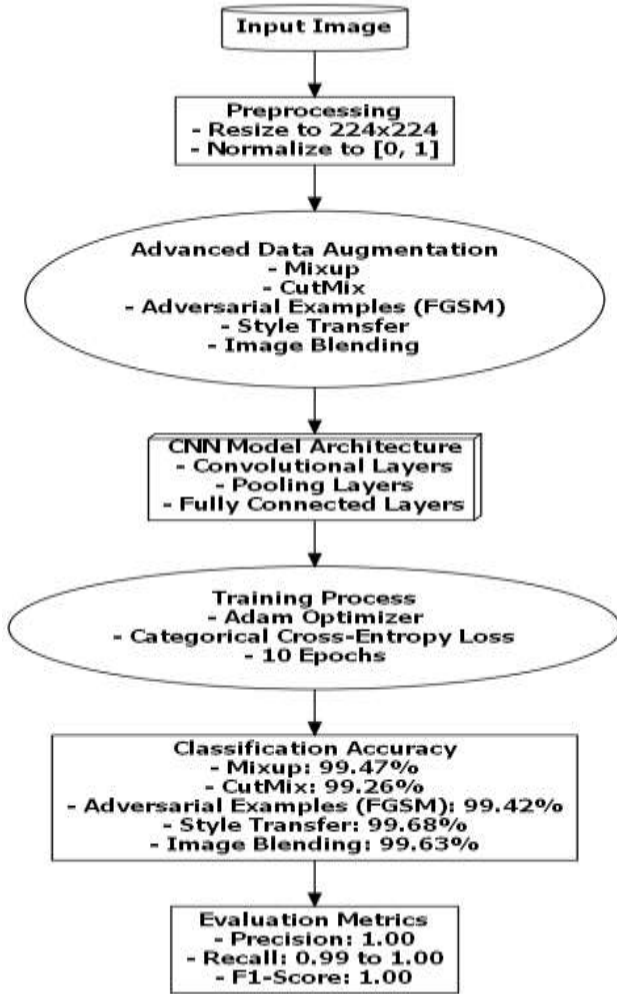 Input Image
Preprocessing
- Resize to 224x224
- Normalize to [0, 1]
Advanced Data Augmentation
- Mixup
- CutMix
- Adversarial Examples (FGSM)
- Style Transfer
- Image Blending
CNN Model Architecture
- Convolutional Layers
- Pooling Layers
- Fully Connected Layers
Training Process
- Adam Optimizer
- Categorical Cross-Entropy Loss
- 10 Epochs
Classification Accuracy
- Mixup: 99.47%
- CutMix: 99.26%
- Adversarial Examples (FGSM): 99.42%
- Style Transfer: 99.68%
- Image Blending: 99.63%
Evaluation Metrics
- Precision: 1.00
- Recall: 0.99 to 1.00
- F1-Score: 1.00